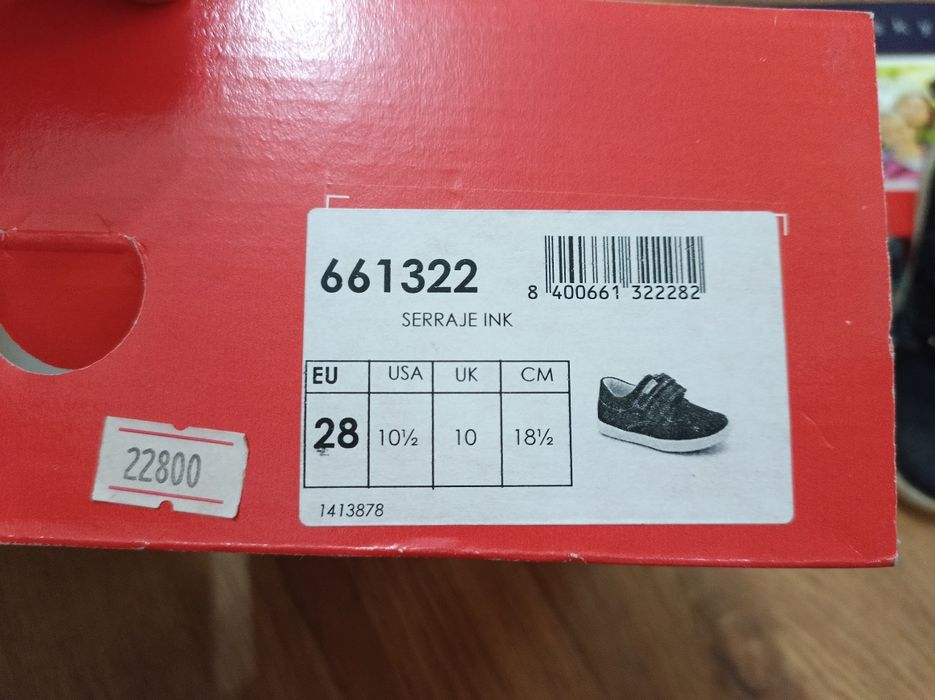 661322
8 400661 322282
SERRAJE INK
EU USA UK CM
28 10½ 10 18½
1413878
22800